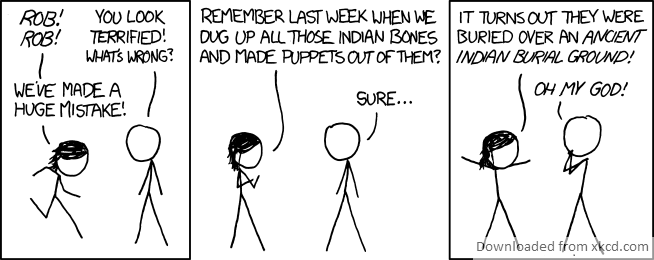 ROB!
ROB!
YOU LOOK
TERRIFIED!
WHAT'S WRONG?
WE'VE MADE A
HUGE MISTAKE!
REMEMBER LAST WEEK WHEN WE
DUG UP ALL THOSE INDIAN BONES
AND MADE PUPPETS OUT OF THEM?
SURE...
IT TURNS OUT THEY WERE
BURIED OVER AN ANCIENT
INDIAN BURIAL GROUND!
OH MY GOD!
Downloaded from xkcd.com